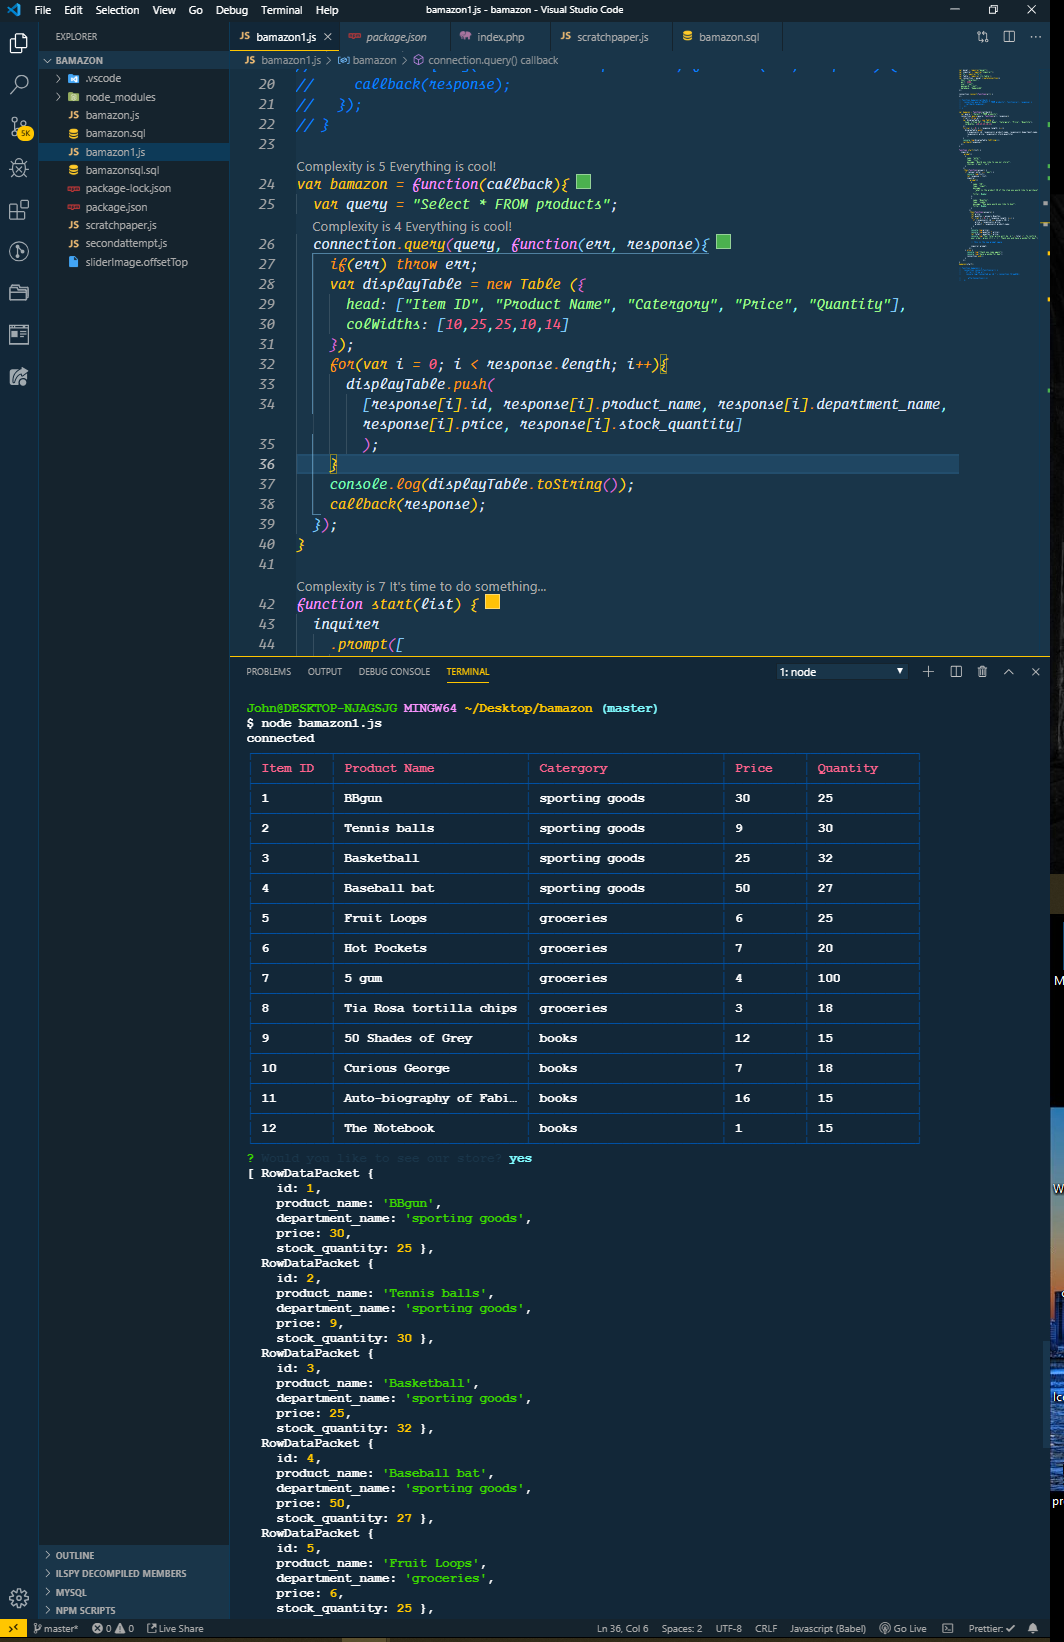 File Edit Selection View Go Debug Terminal Help bamazon1.js - bamazon - Visual Studio Code
EXPLORER
BAMAZON
.vscode
node_modules
bamazon.js
bamazon.sql
bamazon1.js
bamazonsql.sql
package-lock.json
package.json
scratchpaper.js
secondattempt.js
sliderImage.offsetTop
5K
OUTLINE
ILSPY DECOMPILED MEMBERS
MYSQL
NPM SCRIPTS
JS bamazon1.js package.json index.php JS scratchpaper.js bamazon.sql
JS bamazon1.js > bamazon > connection.query() callback
20 // callback(response);
21 // });
22 // }
23
Complexity is 5 Everything is cool!
24 var bamazon = function(callback){
25 var query = "Select * FROM products";
Complexity is 4 Everything is cool!
26 connection.query(query, function(err, response){
27 if(err) throw err;
28 var displayTable = new Table ({
29 head: ["Item ID", "Product Name", "Catergory", "Price", "Quantity"],
30 colWidths: [10,25,25,10,14]
31 });
32 for(var i = 0; i < response.length; i++){
33 displayTable.push(
34 [response[i].id, response[i].product_name, response[i].department_name,
response[i].price, response[i].stock_quantity]
35 );
36 }
37 console.log(displayTable.toString());
38 callback(response);
39 });
40 }
41
Complexity is 7 It's time to do something...
42 function start(list) {
43 inquirer
44 .prompt([
PROBLEMS OUTPUT DEBUG CONSOLE TERMINAL 1: node
John@DESKTOP-NJAGSJG MINGW64 ~/Desktop/bamazon (master)
$ node bamazon1.js
connected
Item ID Product Name Catergory Price Quantity
1 BBgun sporting goods 30 25
2 Tennis balls sporting goods 9 30
3 Basketball sporting goods 25 32
4 Baseball bat sporting goods 50 27
5 Fruit Loops groceries 6 25
6 Hot Pockets groceries 7 20
7 5 gum groceries 4 100
8 Tia Rosa tortilla chips groceries 3 18
9 50 Shades of Grey books 12 15
10 Curious George books 7 18
11 Auto-biography of Fabi… books 16 15
12 The Notebook books 1 15
? Would you like to see our store? yes
[ RowDataPacket {
id: 1,
product_name: 'BBgun',
department_name: 'sporting goods',
price: 30,
stock_quantity: 25 },
RowDataPacket {
id: 2,
product_name: 'Tennis balls',
department_name: 'sporting goods',
price: 9,
stock_quantity: 30 },
RowDataPacket {
id: 3,
product_name: 'Basketball',
department_name: 'sporting goods',
price: 25,
stock_quantity: 32 },
RowDataPacket {
id: 4,
product_name: 'Baseball bat',
department_name: 'sporting goods',
price: 50,
stock_quantity: 27 },
RowDataPacket {
id: 5,
product_name: 'Fruit Loops',
department_name: 'groceries',
price: 6,
stock_quantity: 25 },
master* 0 0 Live Share Ln 36, Col 6 Spaces: 2 UTF-8 CRLF Javascript (Babel) Go Live Prettier: